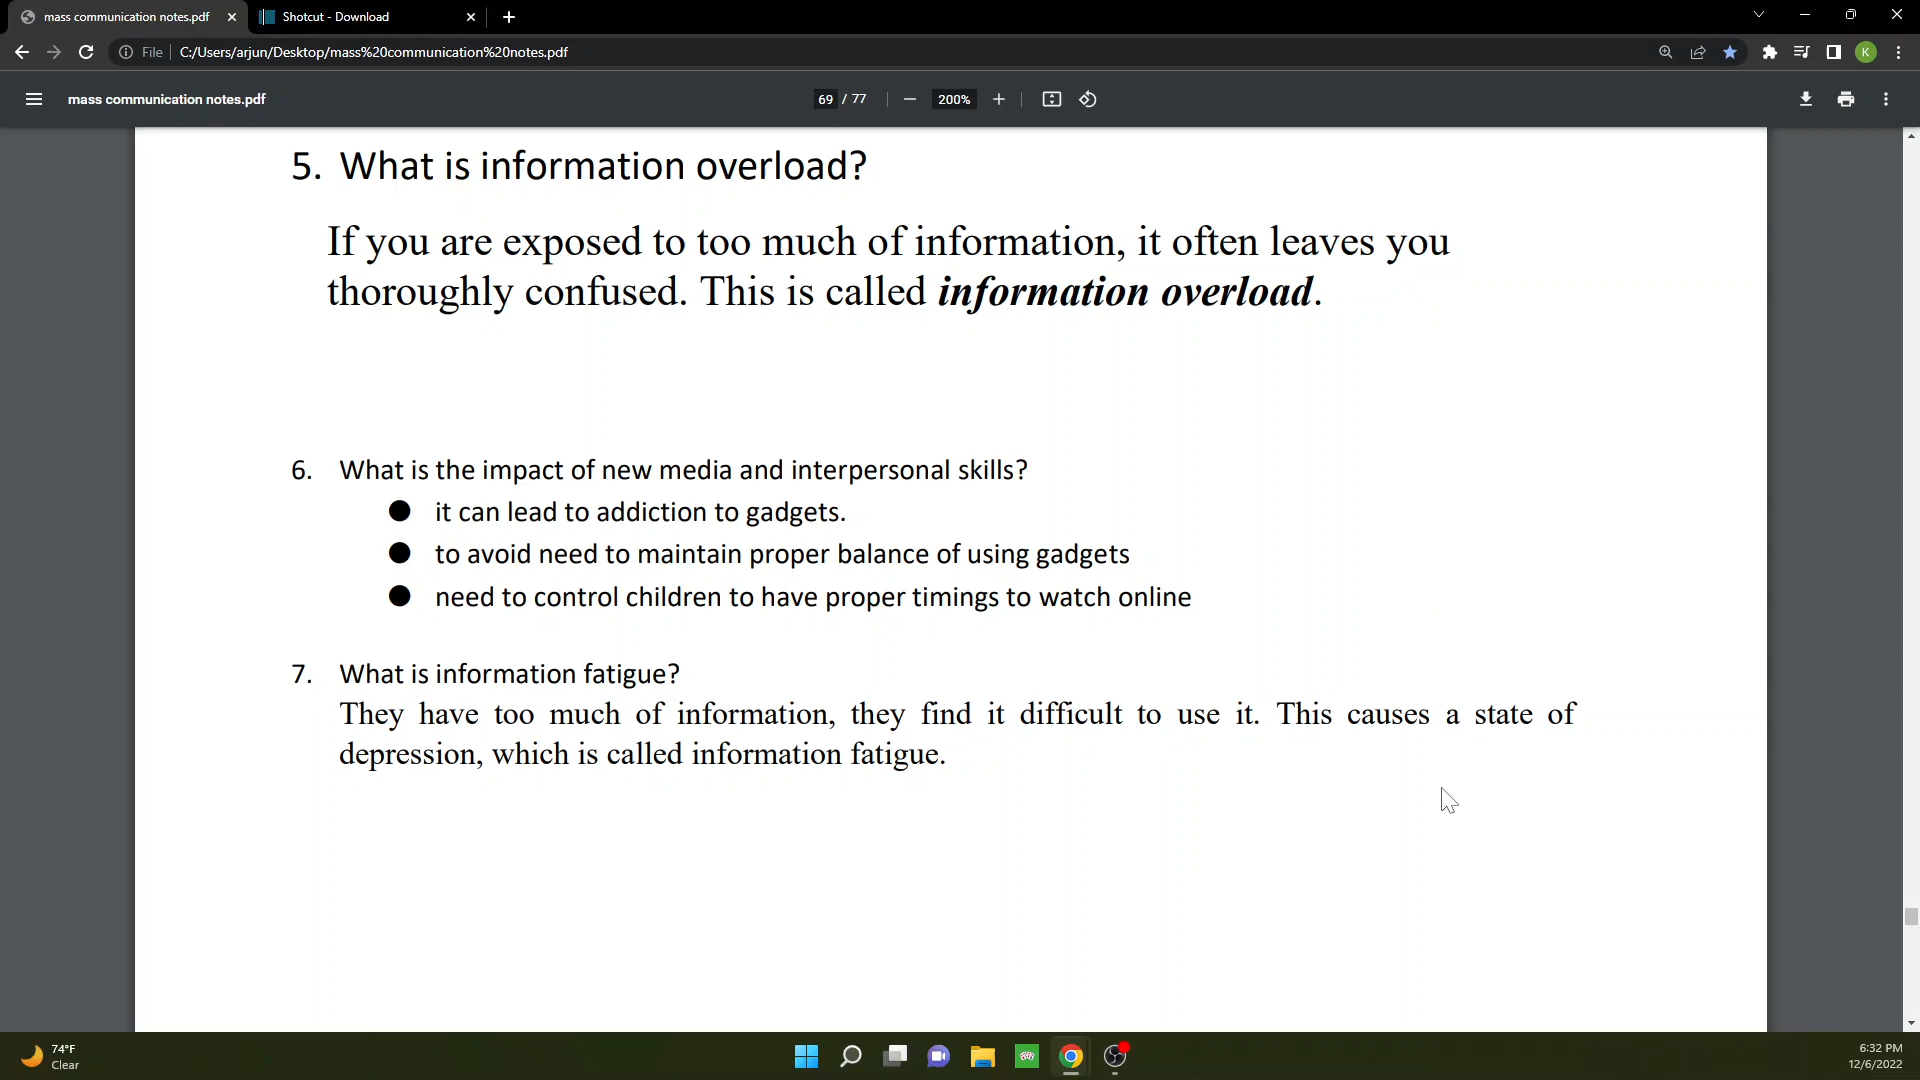 mass communication notes.pdf
Shotcut - Download
File
C:/Users/arjun/Desktop/mass%20communication%20notes.pdf
K
mass communication notes.pdf
69 / 77
200%
5. What is information overload?
If you are exposed to too much of information, it often leaves you
thoroughly confused. This is called information overload.
6. What is the impact of new media and interpersonal skills?
● it can lead to addiction to gadgets.
● to avoid need to maintain proper balance of using gadgets
● need to control children to have proper timings to watch online
7. What is information fatigue?
They have too much of information, they find it difficult to use it. This causes a state of
depression, which is called information fatigue.
74°F
Clear
6:32 PM
12/6/2022